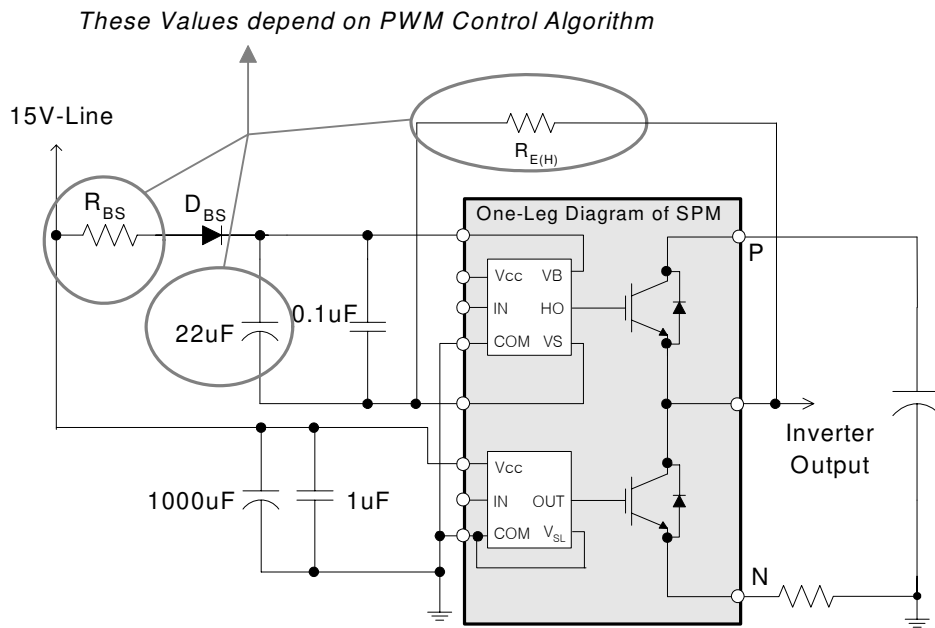 These Values depend on PWM Control Algorithm
15V-Line
R_E(H)
R_BS
D_BS
One-Leg Diagram of SPM
P
Vcc
VB
IN
HO
COM
VS
22uF
0.1uF
Inverter
Output
Vcc
IN
OUT
COM
V_SL
1000uF
1uF
N